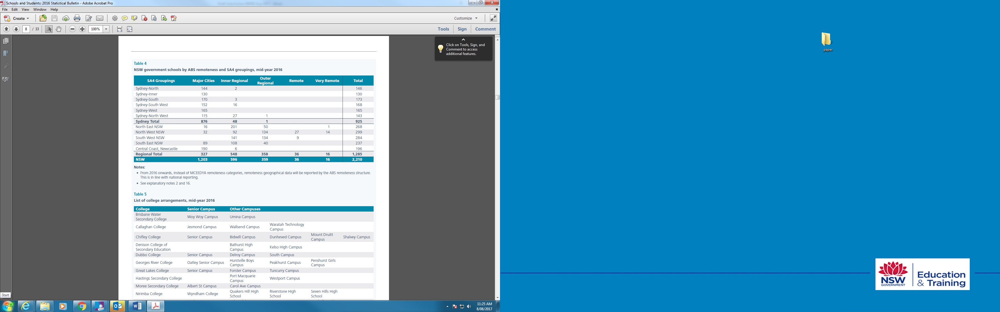 Schools and Students: 2016 Statistical Bulletin - Adobe Acrobat Pro
File Edit View Window Help
Create Customize
8 / 33 100% Tools Sign Comment
Click on Tools, Sign, and
Comment to access
additional features.
Table 4
NSW government schools by ABS remoteness and SA4 groupings, mid-year 2016
SA4 Groupings Major Cities Inner Regional Outer Regional Remote Very Remote Total
Sydney-North 144 2 146
Sydney-Inner 130 130
Sydney-South 170 3 173
Sydney-South West 152 16 168
Sydney-West 165 165
Sydney-North West 115 27 1 143
Sydney Total 876 48 1 925
North East NSW 16 201 50 1 268
North West NSW 32 92 134 27 14 299
South West NSW 141 134 9 284
South East NSW 89 108 40 237
Central Coast, Newcastle 190 6 196
Regional Total 327 548 358 36 16 1,285
NSW 1,203 596 359 36 16 2,210
Notes:
• From 2016 onwards, instead of MCEEDYA remoteness categories, remoteness geographical data will be reported by the ABS remoteness structure.
This is in line with national reporting.
• See explanatory notes 2 and 16.
Table 5
List of college arrangements, mid-year 2016
College Senior Campus Other Campuses
Brisbane Water Secondary College Woy Woy Campus Umina Campus
Callaghan College Jesmond Campus Wallsend Campus Waratah Technology Campus
Chifley College Senior Campus Bidwill Campus Dunheved Campus Mount Druitt Campus Shalvey Campus
Denison College of Secondary Education Bathurst High Campus Kelso High Campus
Dubbo College Senior Campus Delroy Campus South Campus
Georges River College Oatley Senior Campus Hurstville Boys Campus Peakhurst Campus Penshurst Girls Campus
Great Lakes College Senior Campus Forster Campus Tuncurry Campus
Hastings Secondary College Port Macquarie Campus Westport Campus
Moree Secondary College Albert St Campus Carol Ave Campus
Nirimba College Wyndham College Quakers Hill High School Riverstone High School Seven Hills High School
Start
11:25 AM
8/08/2017
paper
NSW
GOVERNMENT
Education
& Training